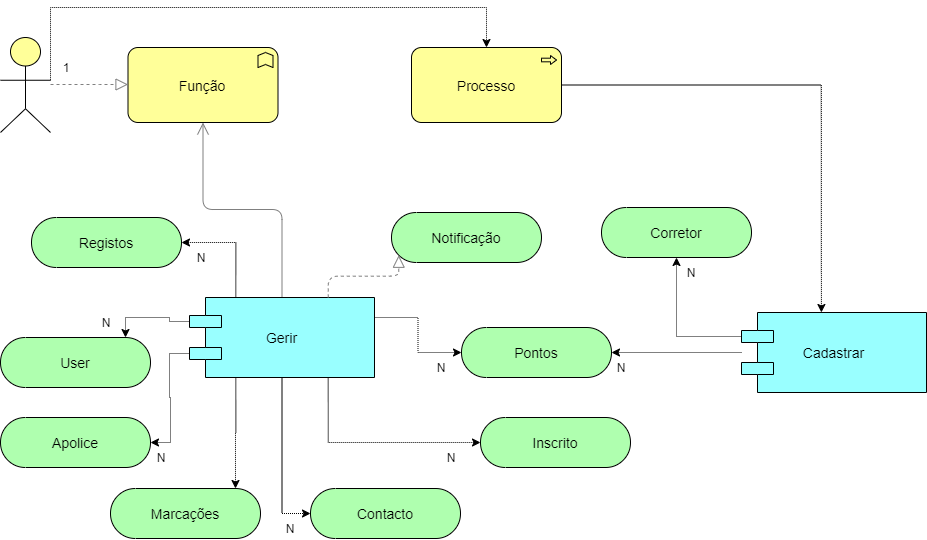 1
Função
Processo
Registos
N
Notificação
Corretor
N
N
User
Gerir
Pontos
N
N
Cadastrar
Apolice
N
Inscrito
N
Marcações
Contacto
N